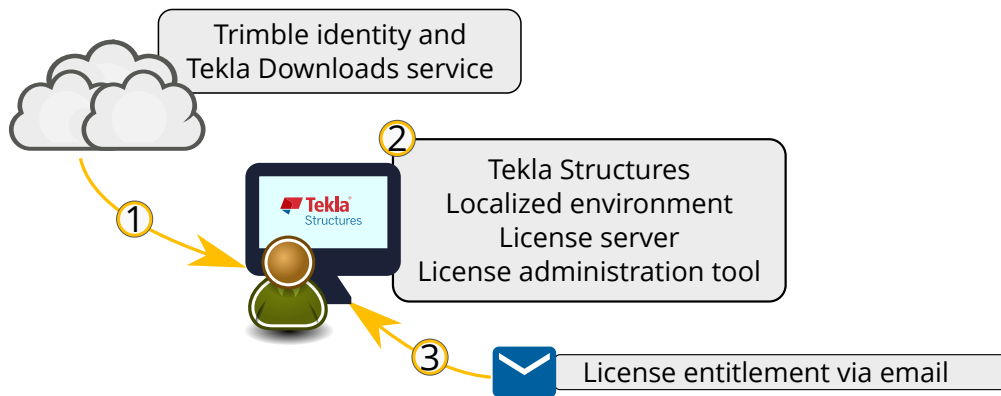 Trimble identity and
Tekla Downloads service
2
Tekla Structures
Localized environment
License server
License administration tool
Tekla®
Structures
1
3
License entitlement via email